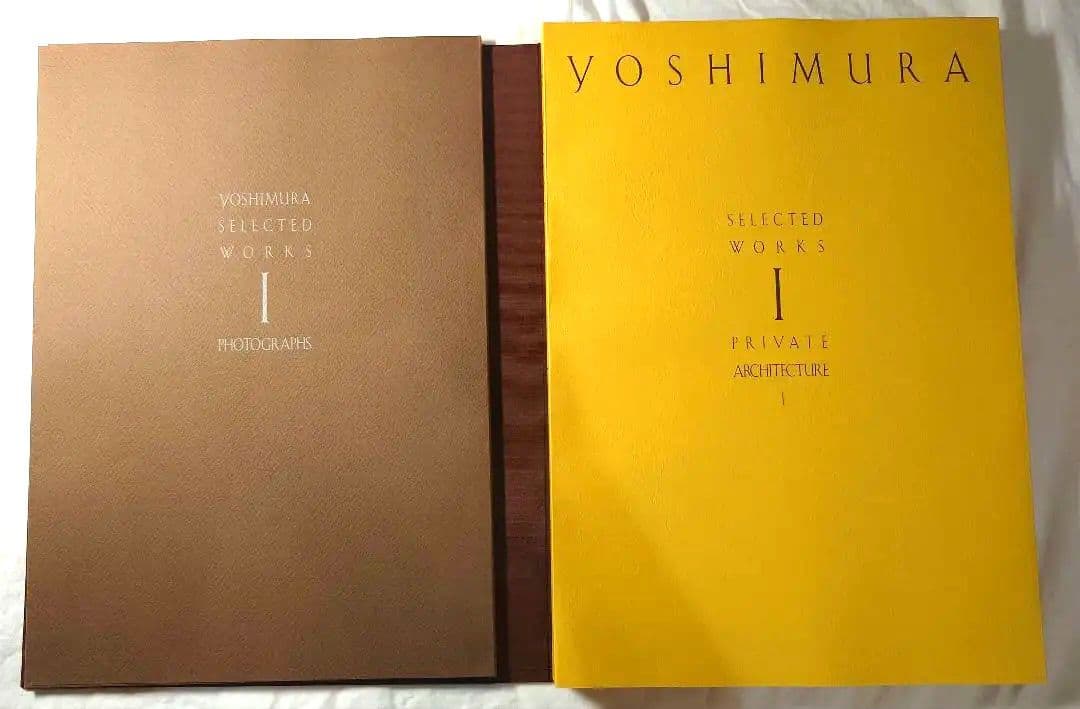 YOSHIMURA
SELECTED
WORKS
I
PHOTOGRAPHS
YOSHIMURA
SELECTED
WORKS
I
PRIVATE
ARCHITECTURE
I